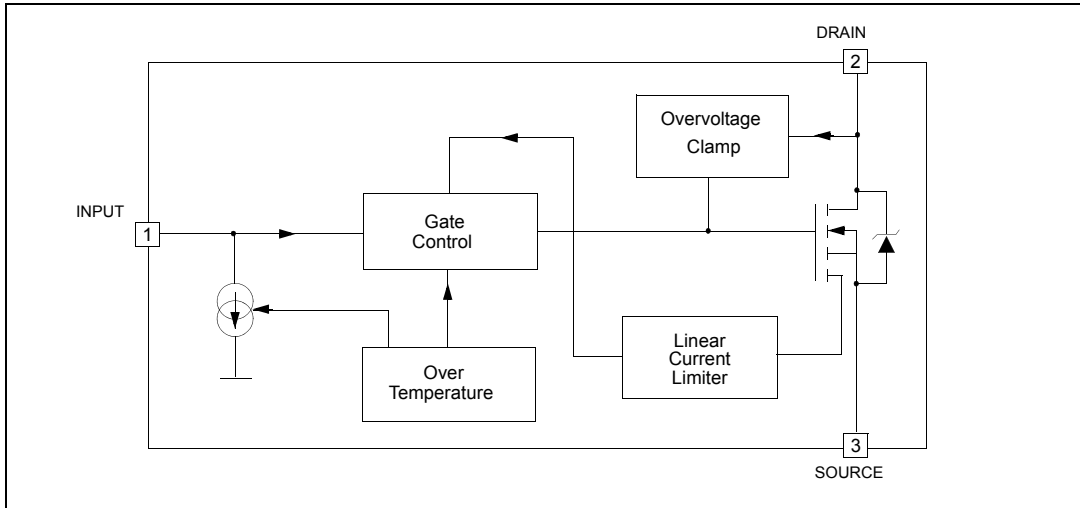 DRAIN
2
Overvoltage
Clamp
INPUT
1
Gate
Control
Linear
Current
Limiter
Over
Temperature
3
SOURCE